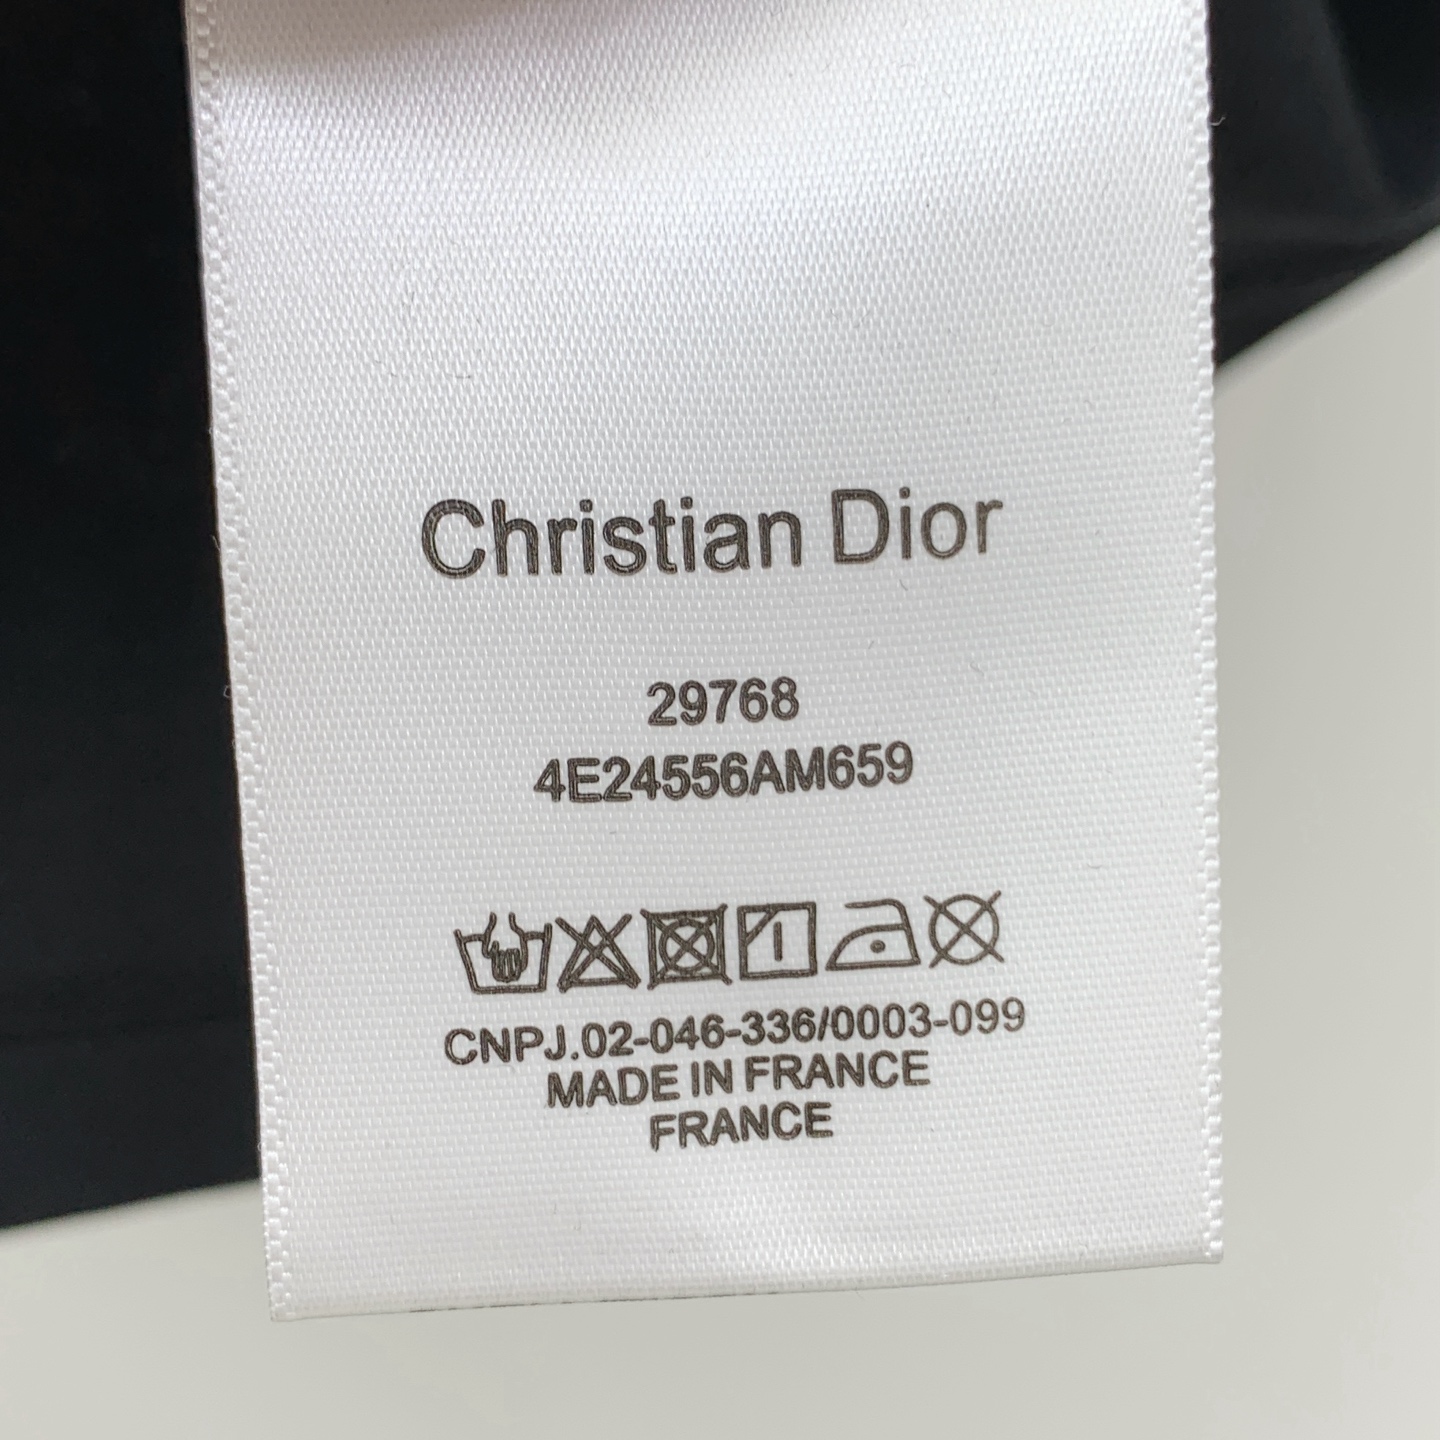 Christian Dior
29768
4E24556AM659
CNPJ.02-046-336/0003-099
MADE IN FRANCE
FRANCE